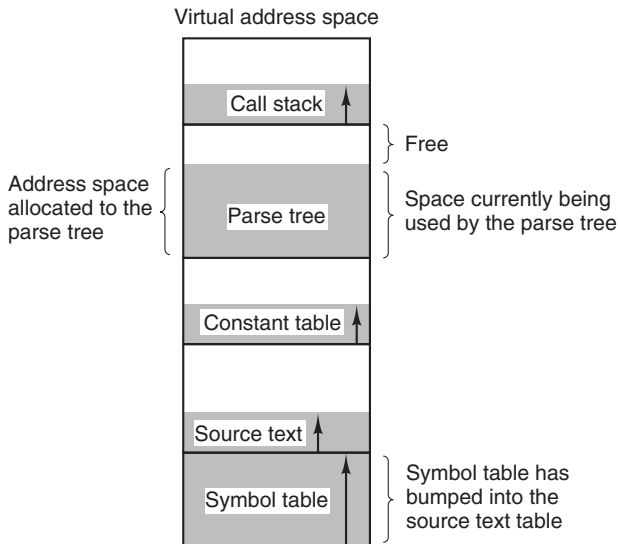 Virtual address space
Call stack
Free
Address space
allocated to the
parse tree
Parse tree
Space currently being
used by the parse tree
Constant table
Source text
Symbol table
Symbol table has
bumped into the
source text table